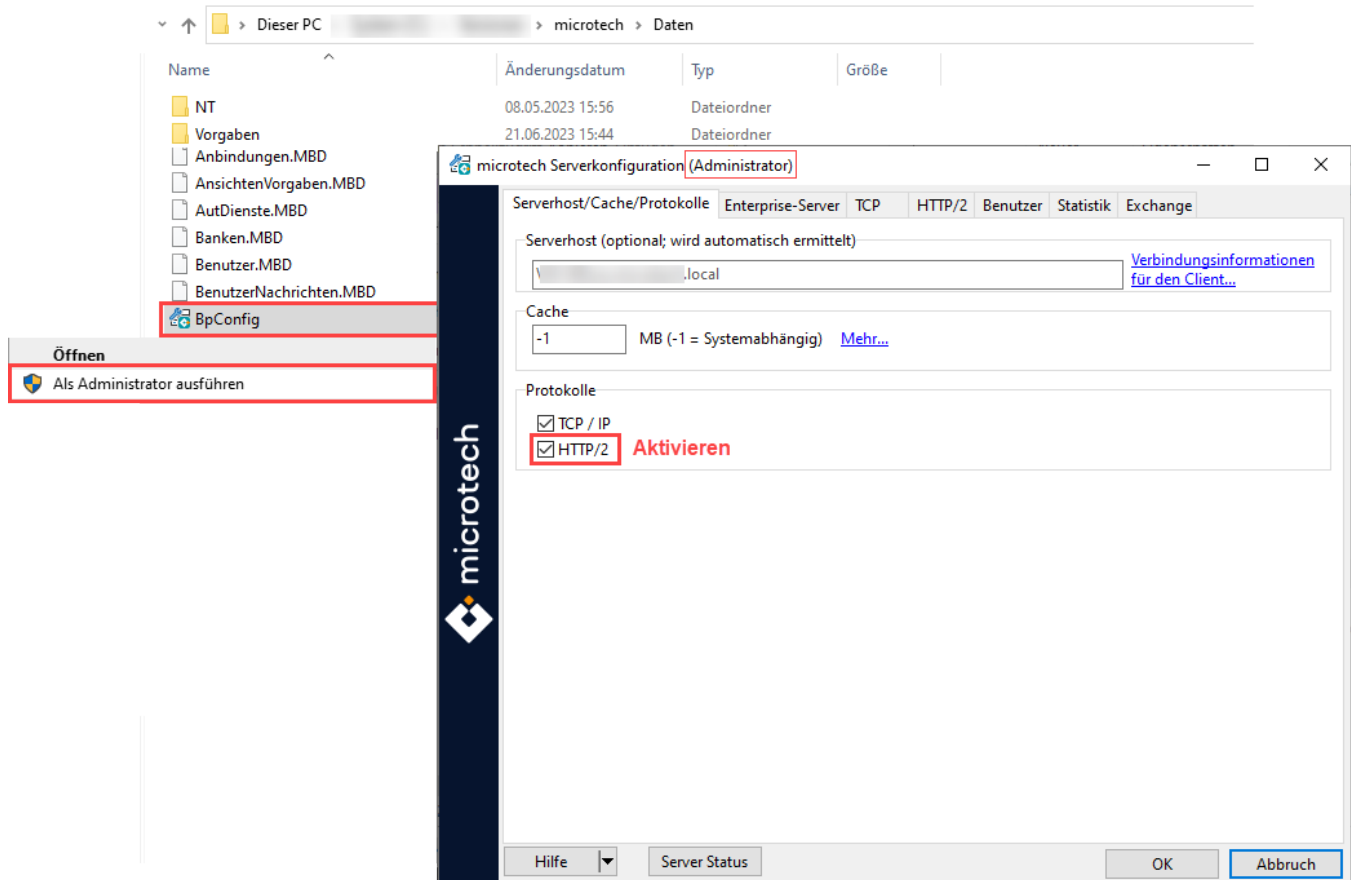 Dieser PC > > > microtech > Daten
Name Änderungsdatum Typ Größe
NT 08.05.2023 15:56 Dateiordner
Vorgaben 21.06.2023 15:44 Dateiordner
Anbindungen.MBD
AnsichtenVorgaben.MBD
AutDienste.MBD
Banken.MBD
Benutzer.MBD
BenutzerNachrichten.MBD
BpConfig
Öffnen
Als Administrator ausführen
microtech Serverkonfiguration (Administrator)
Serverhost/Cache/Protokolle Enterprise-Server TCP HTTP/2 Benutzer Statistik Exchange
Serverhost (optional; wird automatisch ermittelt)
.local
Verbindungsinformationen
für den Client...
Cache
-1 MB (-1 = Systemabhängig) Mehr...
Protokolle
TCP / IP
HTTP/2 Aktivieren
microtech
Hilfe Server Status OK Abbruch